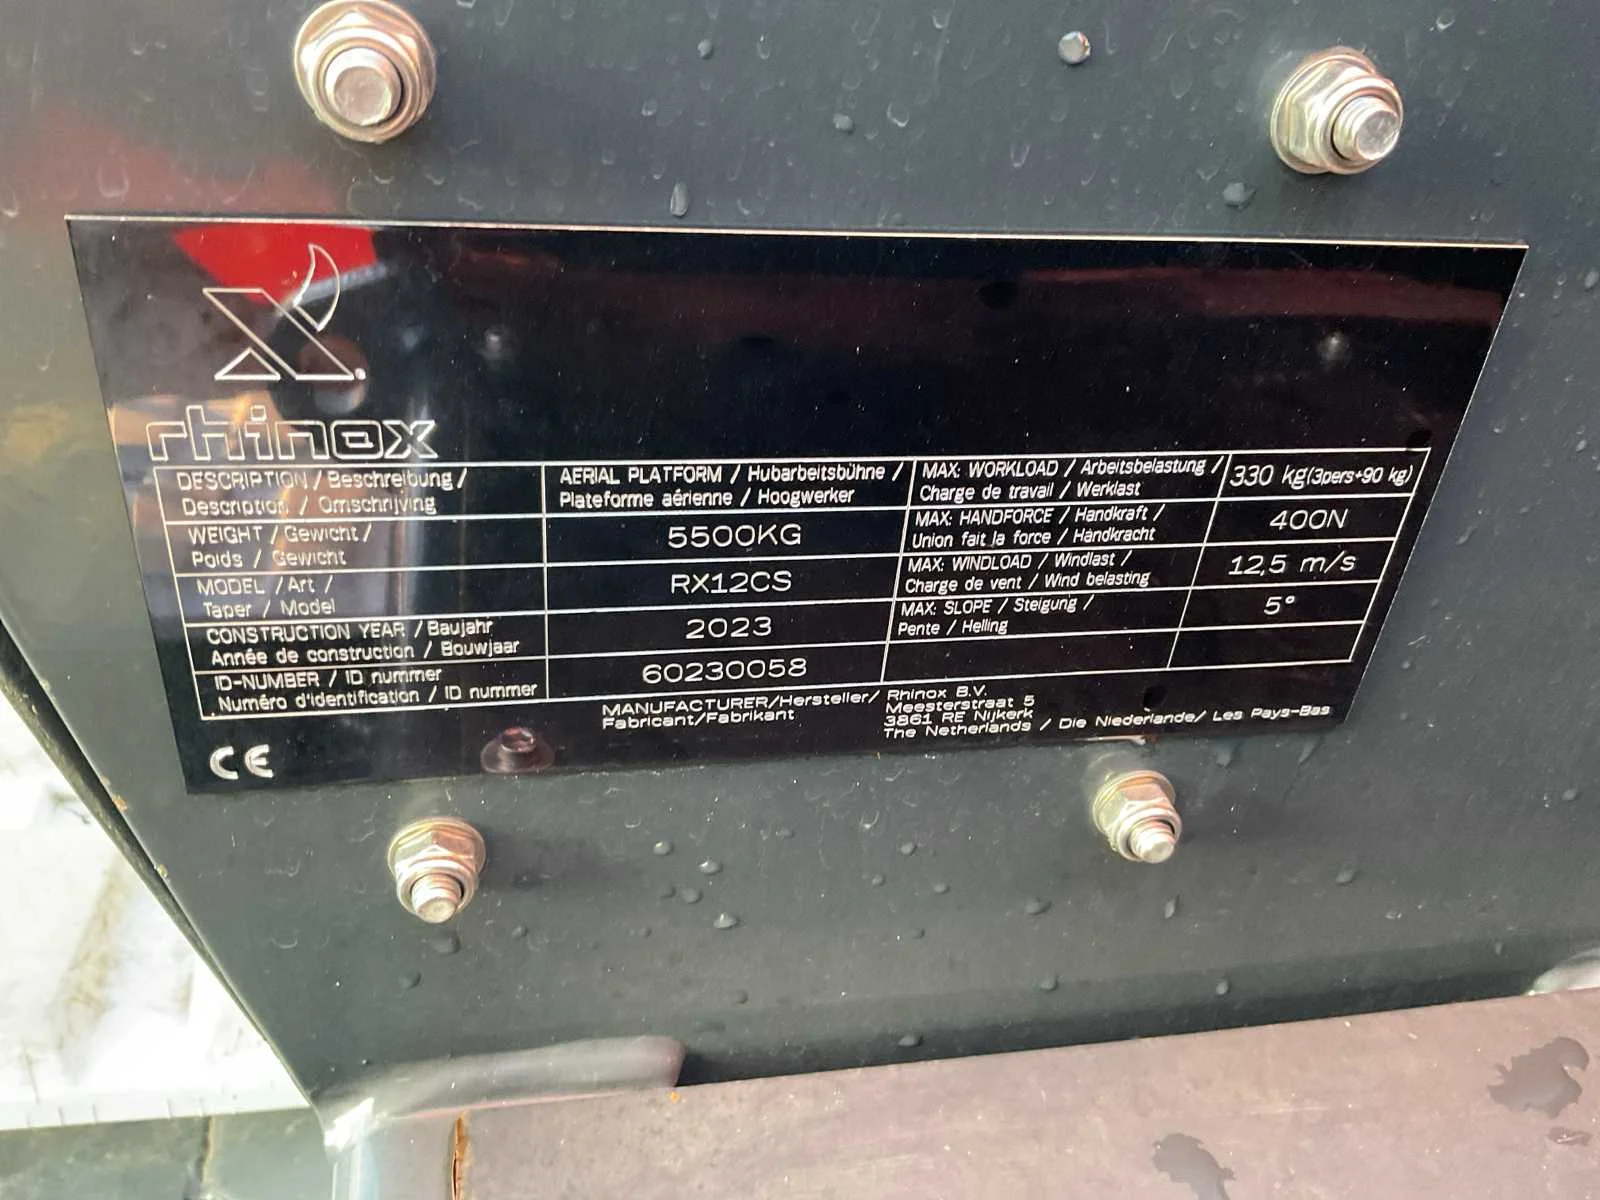 X.
rhinox
DESCRIPTION / Beschreibung /
Description / Omschrijving
AERIAL PLATFORM / Hubarbeitsbühne /
Plateforme aérienne / Hoogwerker
MAX: WORKLOAD / Arbeitsbelastung /
Charge de travail / Werklast
330 kg(3pers+90 kg)
WEIGHT / Gewicht /
Poids / Gewicht
5500KG
MAX: HANDFORCE / Handkraft /
Union fait la force / Handkracht
400N
MODEL / Art /
Taper / Model
RX12CS
MAX: WINDLOAD / Windlast /
Charge de vent / Wind belasting
12,5 m/s
CONSTRUCTION YEAR / Baujahr
Année de construction / Bouwjaar
2023
MAX: SLOPE / Steigung /
Pente / Helling
5°
ID-NUMBER / ID nummer
Numéro d'identification / ID nummer
60230058
MANUFACTURER/Hersteller/ Rhinox B.V.
Fabricant/Fabrikant
Meesterstraat 5
3861 RE Nijkerk
The Netherlands / Die Niederlande/ Les Pays-Bas
CE